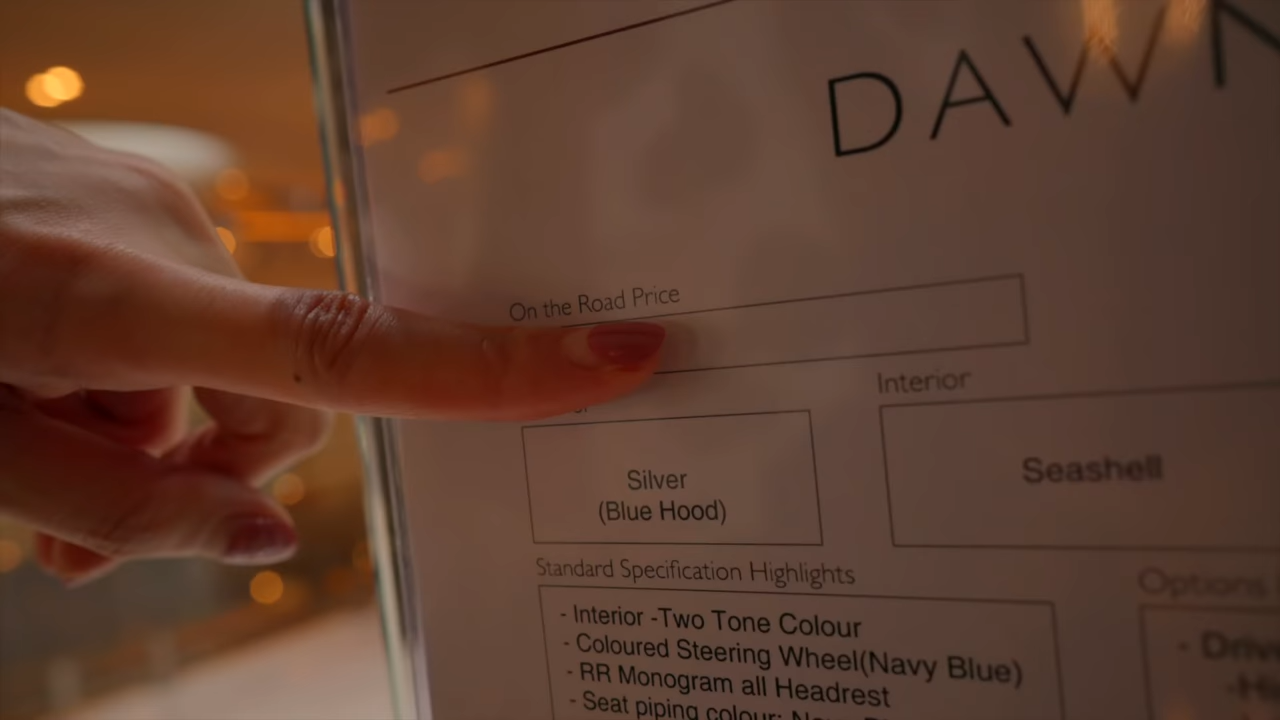 DAWN
On the Road Price
Interior
Silver
(Blue Hood)
Seashell
Standard Specification Highlights
Options
- Interior -Two Tone Colour
- Coloured Steering Wheel(Navy Blue)
- RR Monogram all Headrest
- Seat piping colour: